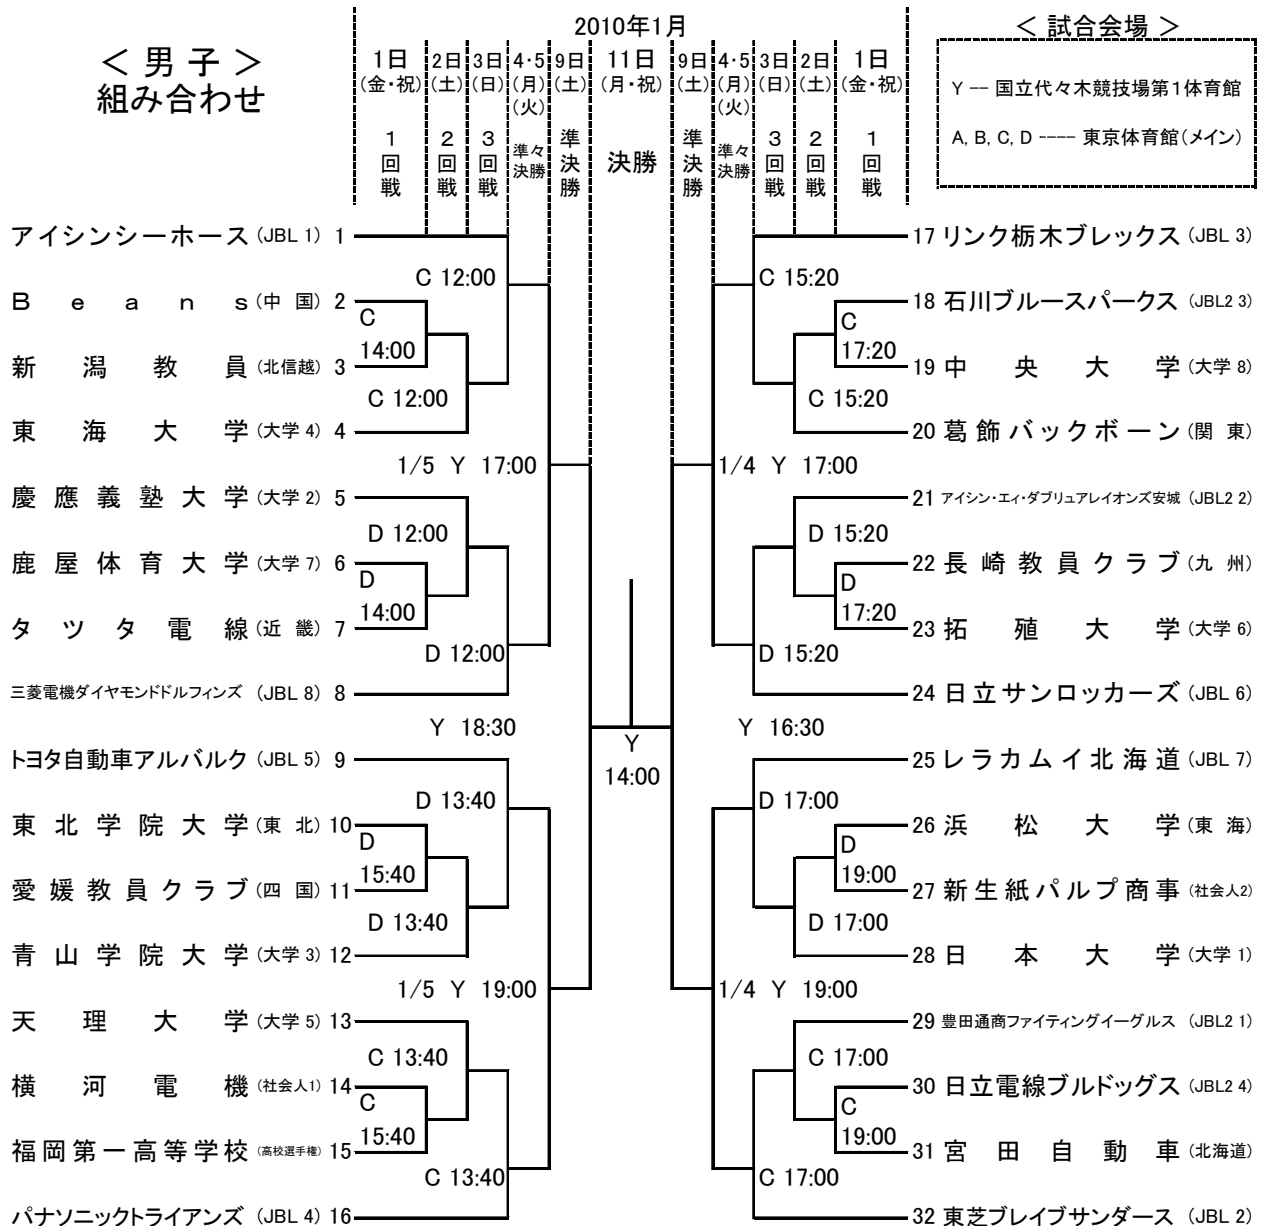 ＜ 男 子 ＞
組み合わせ
2010年1月
1日 2日 3日 4・5 9日 11日 9日 4・5 3日 2日 1日
(金・祝) (土) (日) (月) (土) (月・祝) (土) (月) (日) (土) (金・祝)
(火) (火)
1回戦 2回戦 3回戦 準々決勝 準決勝 決勝 準決勝 準々決勝 3回戦 2回戦 1回戦
＜ 試合会場 ＞
Y -- 国立代々木競技場第1体育館
A, B, C, D ---- 東京体育館(メイン)
アイシンシーホース (JBL 1) 1
C 12:00
Ｂｅａｎｓ (中 国) 2
C
14:00
新潟教員 (北信越) 3
C 12:00
東海大学 (大学 4) 4
1/5 Y 17:00
慶應義塾大学 (大学 2) 5
D 12:00
鹿屋体育大学 (大学 7) 6
D
14:00
タツタ電線 (近 畿) 7
D 12:00
三菱電機ダイヤモンドドルフィンズ (JBL 8) 8
Y 18:30
トヨタ自動車アルバルク (JBL 5) 9
D 13:40
東北学院大学 (東 北) 10
D
15:40
愛媛教員クラブ (四 国) 11
D 13:40
青山学院大学 (大学 3) 12
1/5 Y 19:00
天理大学 (大学 5) 13
C 13:40
横河電機 (社会人1) 14
C
15:40
福岡第一高等学校 (高校選手権) 15
C 13:40
パナソニックトライアンズ (JBL 4) 16
Y
14:00
17 リンク栃木ブレックス (JBL 3)
C 15:20
18 石川ブルースパークス (JBL2 3)
C
17:20
19 中央大学 (大学 8)
C 15:20
20 葛飾バックボーン (関 東)
1/4 Y 17:00
21 アイシン・エィ・ダブリュアレイオンズ安城 (JBL2 2)
D 15:20
22 長崎教員クラブ (九 州)
D
17:20
23 拓殖大学 (大学 6)
D 15:20
24 日立サンロッカーズ (JBL 6)
Y 16:30
25 レラカムイ北海道 (JBL 7)
D 17:00
26 浜松大学 (東 海)
D
19:00
27 新生紙パルプ商事 (社会人2)
D 17:00
28 日本大学 (大学 1)
1/4 Y 19:00
29 豊田通商ファイティングイーグルス (JBL2 1)
C 17:00
30 日立電線ブルドッグス (JBL2 4)
C
19:00
31 宮田自動車 (北海道)
C 17:00
32 東芝ブレイブサンダース (JBL 2)